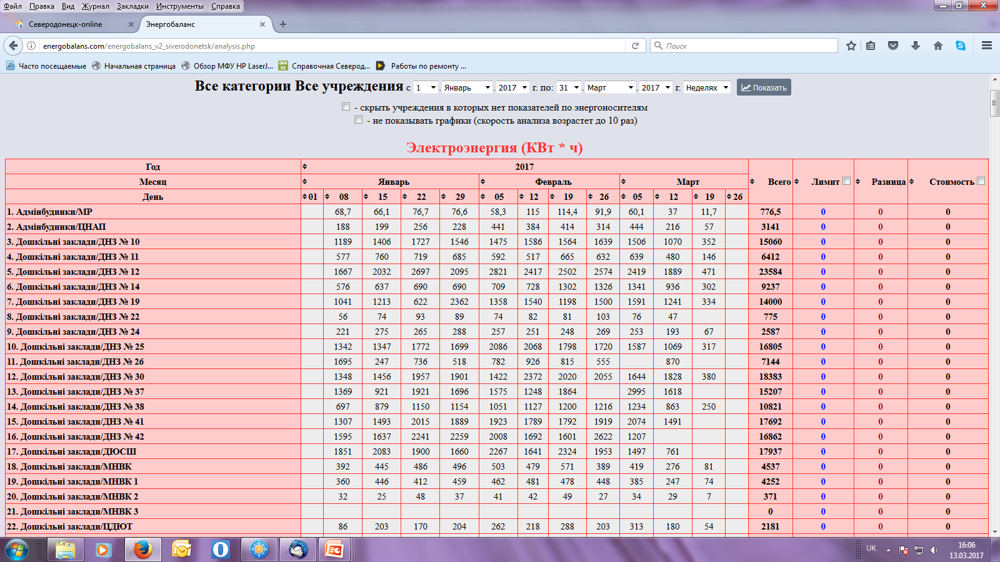 Файл Правка Вид Журнал Закладки Инструменты Справка
Северодонецк-online Энергобаланс
energobalans.com/energobalans_v2_siverodonetsk/analysis.php Поиск
Часто посещаемые Начальная страница Обзор МФУ HP LaserJ... 064 52 Справочная Северод... Работы по ремонту ...
Все категории Все учреждения с 1 . Январь . 2017 г. по: 31 . Март . 2017 г. Неделях Показать
- скрыть учреждения в которых нет показателей по энергоносителям
- не показывать графики (скорость анализа возрастет до 10 раз)
Электроэнергия (КВт * ч)
Год 2017 Всего Лимит Разница Стоимость
Месяц Январь Февраль Март
День 01 08 15 22 29 05 12 19 26 05 12 19 26
1. Адмінбудинки/МР 68,7 66,1 76,7 76,6 58,3 115 114,4 91,9 60,1 37 11,7 776,5 0 0 0
2. Адмінбудинки/ЦНАП 188 199 256 228 441 384 414 314 444 216 57 3141 0 0 0
3. Дошкільні заклади/ДНЗ № 10 1189 1406 1727 1546 1475 1586 1564 1639 1506 1070 352 15060 0 0 0
4. Дошкільні заклади/ДНЗ № 11 577 760 719 685 592 517 665 632 639 480 146 6412 0 0 0
5. Дошкільні заклади/ДНЗ № 12 1667 2032 2697 2095 2821 2417 2502 2574 2419 1889 471 23584 0 0 0
6. Дошкільні заклади/ДНЗ № 14 576 637 690 690 709 728 1302 1326 1341 936 302 9237 0 0 0
7. Дошкільні заклади/ДНЗ № 19 1041 1213 622 2362 1358 1540 1198 1500 1591 1241 334 14000 0 0 0
8. Дошкільні заклади/ДНЗ № 22 56 74 93 89 74 82 81 103 76 47 775 0 0 0
9. Дошкільні заклади/ДНЗ № 24 221 275 265 288 257 251 248 269 253 193 67 2587 0 0 0
10. Дошкільні заклади/ДНЗ № 25 1342 1347 1772 1699 2086 2068 1798 1720 1587 1069 317 16805 0 0 0
11. Дошкільні заклади/ДНЗ № 26 1695 247 736 518 782 926 815 555 870 7144 0 0 0
12. Дошкільні заклади/ДНЗ № 30 1348 1456 1957 1901 1422 2372 2020 2055 1644 1828 380 18383 0 0 0
13. Дошкільні заклади/ДНЗ № 37 1369 921 1921 1696 1575 1248 1864 2995 1618 15207 0 0 0
14. Дошкільні заклади/ДНЗ № 38 697 879 1150 1154 1051 1127 1200 1216 1234 863 250 10821 0 0 0
15. Дошкільні заклади/ДНЗ № 41 1307 1493 2015 1889 1923 1789 1792 1919 2074 1491 17692 0 0 0
16. Дошкільні заклади/ДНЗ № 42 1595 1637 2241 2259 2008 1692 1601 2622 1207 16862 0 0 0
17. Дошкільні заклади/ДЮСШ 1851 2083 1900 1660 2267 1641 2324 1953 1497 761 17937 0 0 0
18. Дошкільні заклади/МНВК 392 445 486 496 503 479 571 389 419 276 81 4537 0 0 0
19. Дошкільні заклади/МНВК 1 360 446 412 459 462 481 478 448 385 247 74 4252 0 0 0
20. Дошкільні заклади/МНВК 2 32 25 48 37 41 42 49 27 34 29 7 371 0 0 0
21. Дошкільні заклади/МНВК 3 0 0 0 0
22. Дошкільні заклади/ЦДЮТ 86 203 170 204 262 218 288 203 313 180 54 2181 0 0 0
UK 16:06
13.03.2017